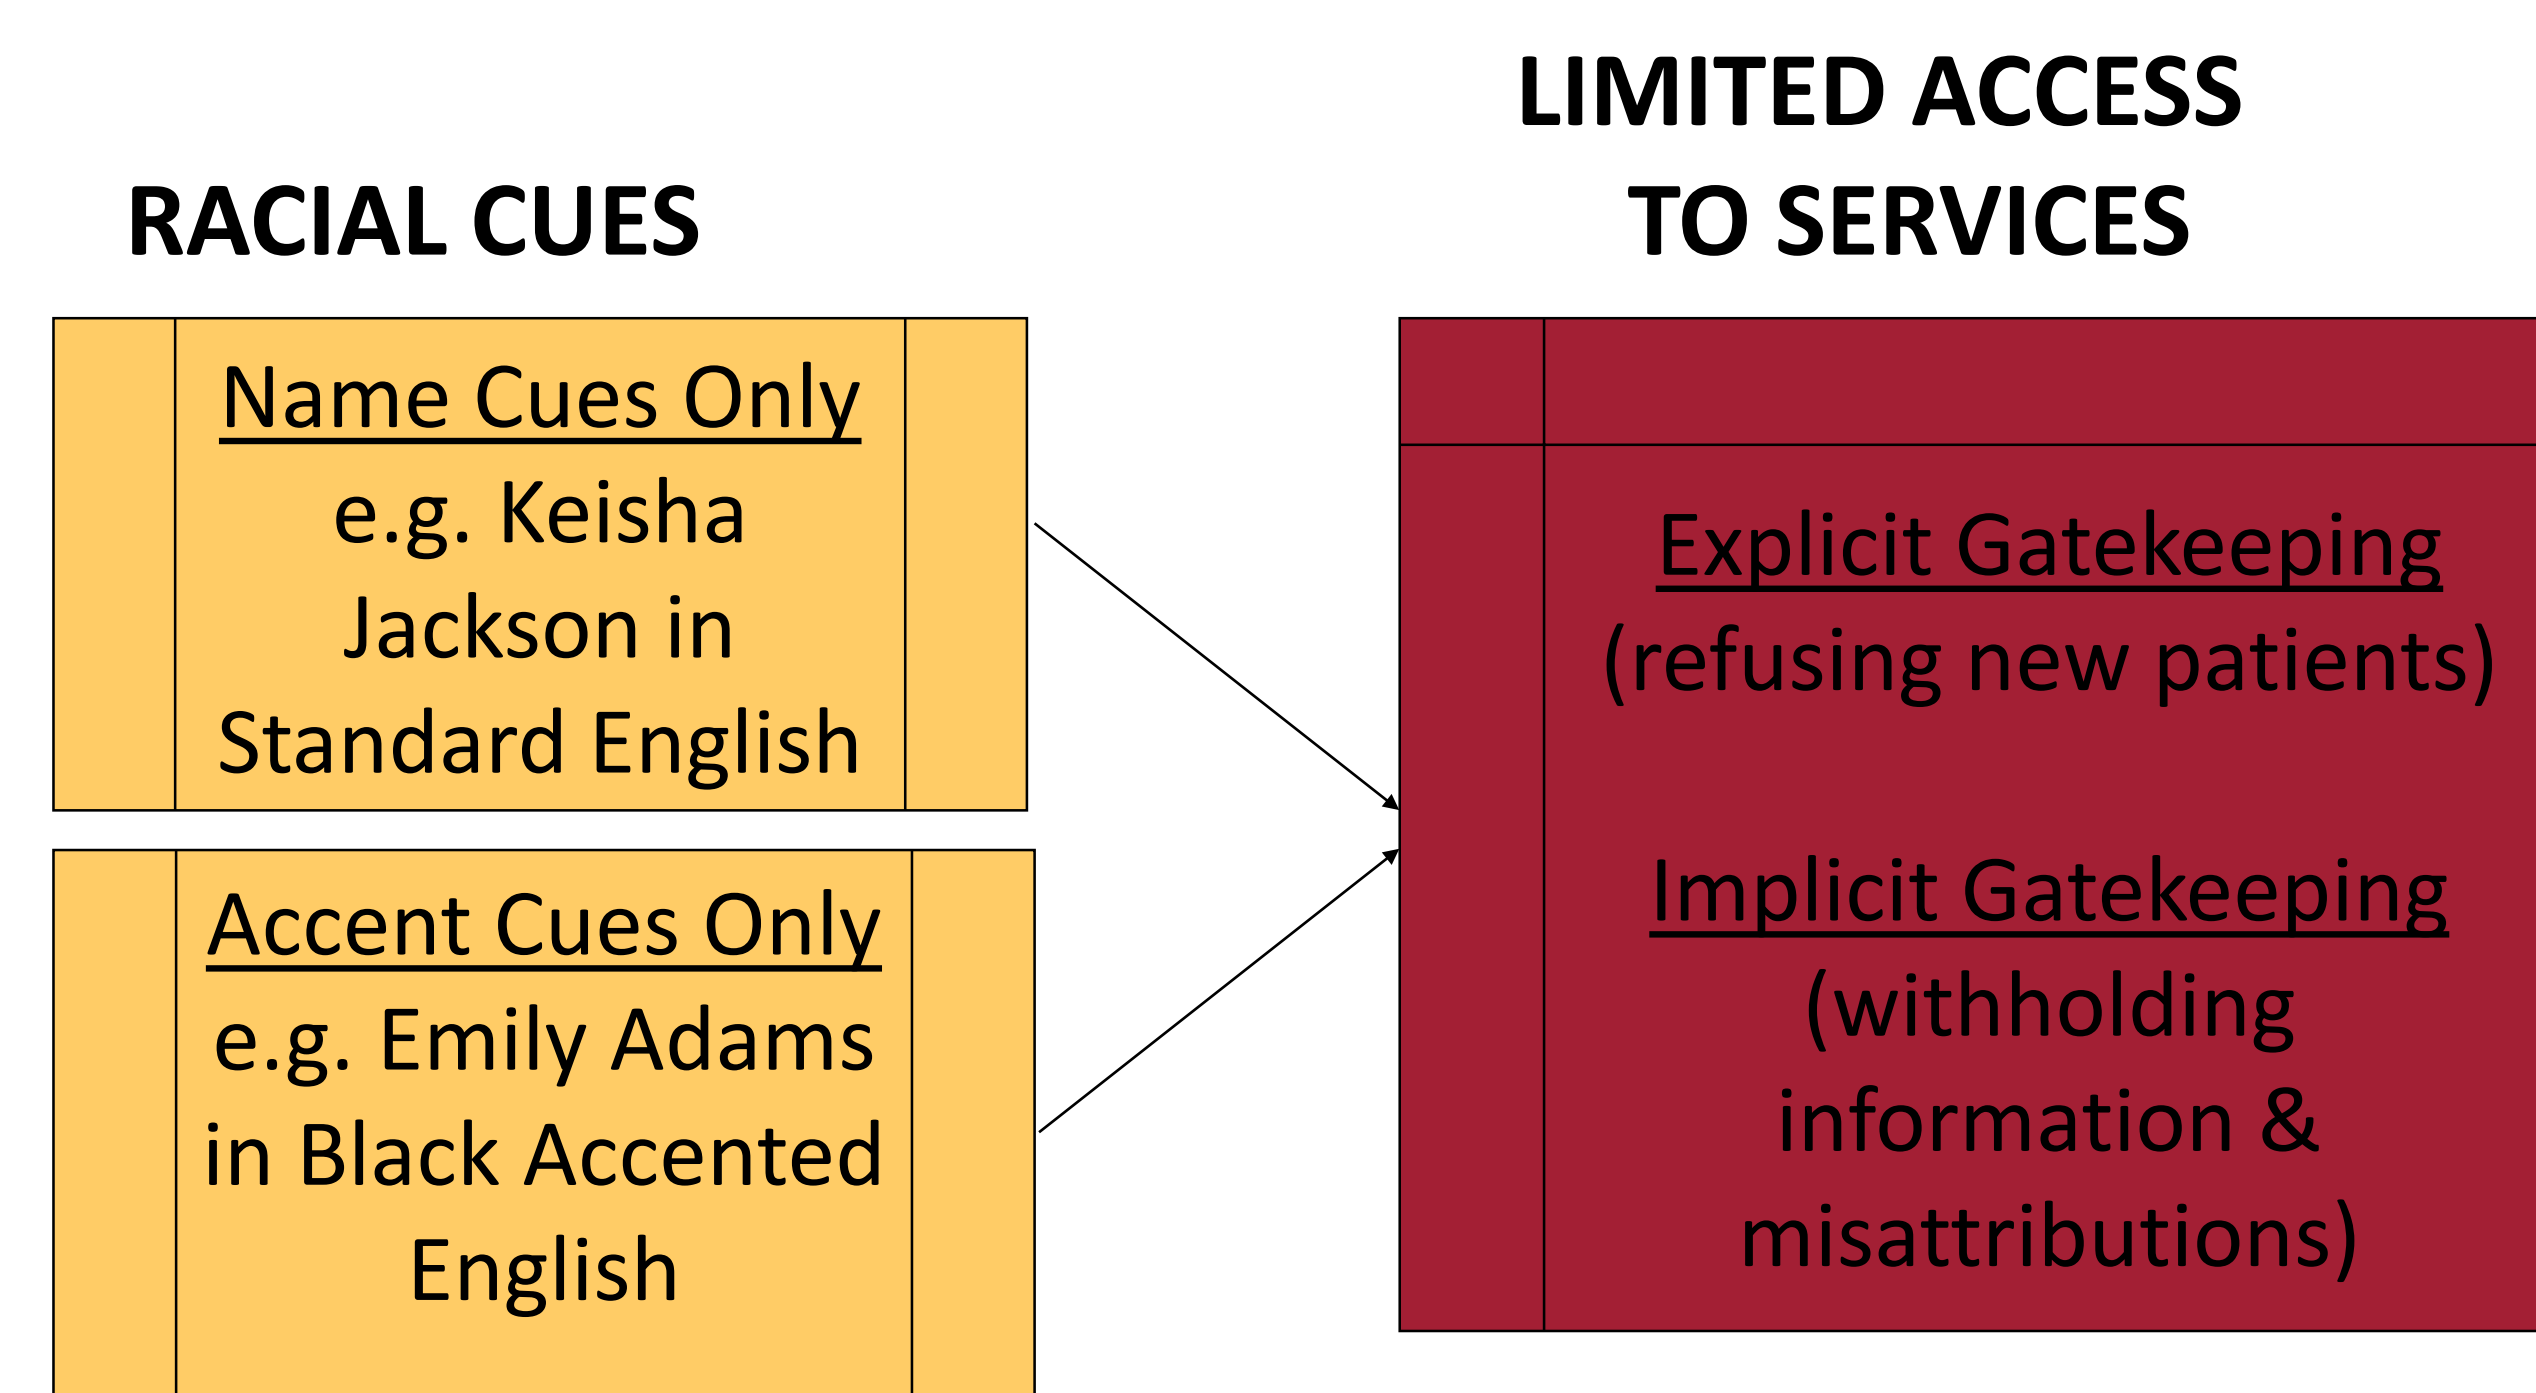 RACIAL CUES
Name Cues Only
e.g. Keisha
Jackson in
Standard English
Accent Cues Only
e.g. Emily Adams
in Black Accented
English
LIMITED ACCESS
TO SERVICES
Explicit Gatekeeping
(refusing new patients)
Implicit Gatekeeping
(withholding
information &
misattributions)